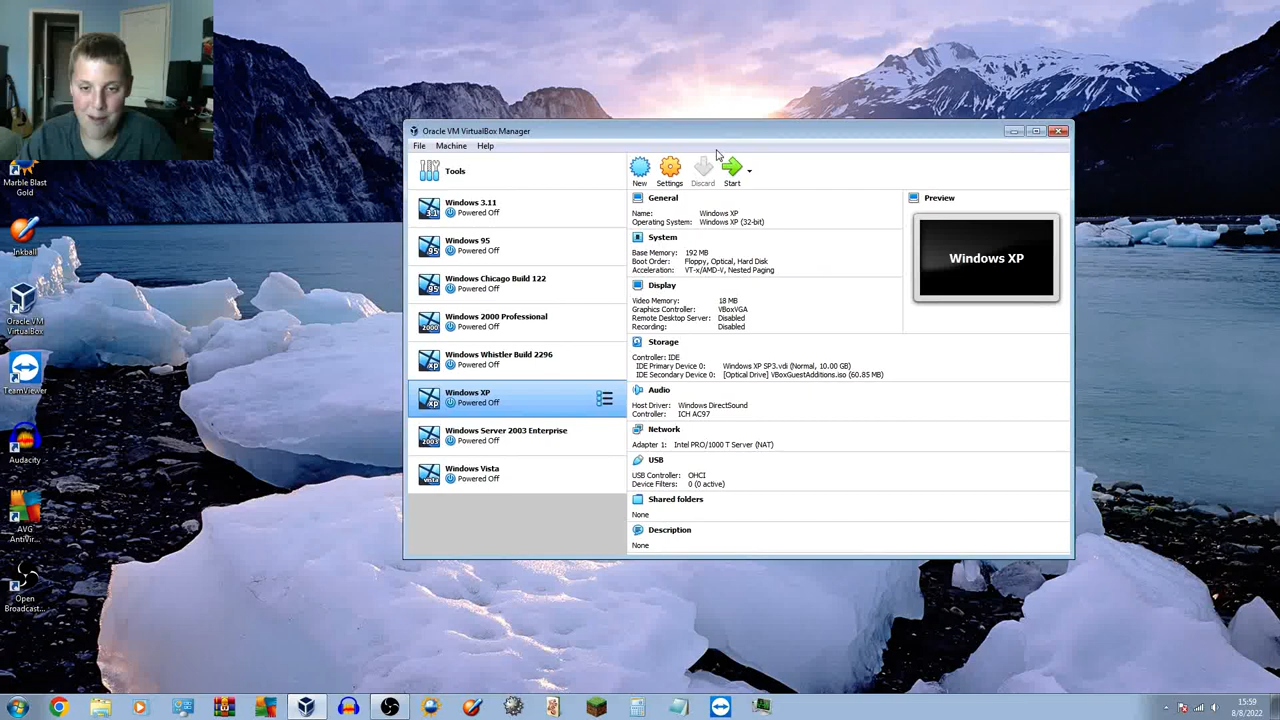 Marble Blast
Gold
Inkball
Oracle VM
VirtualBox
TeamViewer
Audacity
AVG
AntiVir...
Open
Broadcast...
Oracle VM VirtualBox Manager
File Machine Help
Tools
Windows 3.11
Powered Off
Windows 95
Powered Off
Windows Chicago Build 122
Powered Off
Windows 2000 Professional
Powered Off
Windows Whistler Build 2296
Powered Off
Windows XP
Powered Off
Windows Server 2003 Enterprise
Powered Off
Windows Vista
Powered Off
New Settings Discard Start
General
Name: Windows XP
Operating System: Windows XP (32-bit)
System
Base Memory: 192 MB
Boot Order: Floppy, Optical, Hard Disk
Acceleration: VT-x/AMD-V, Nested Paging
Display
Video Memory: 18 MB
Graphics Controller: VBoxVGA
Remote Desktop Server: Disabled
Recording: Disabled
Storage
Controller: IDE
IDE Primary Device 0: Windows XP SP3.vdi (Normal, 10.00 GB)
IDE Secondary Device 0: [Optical Drive] VBoxGuestAdditions.iso (60.85 MB)
Audio
Host Driver: Windows DirectSound
Controller: ICH AC97
Network
Adapter 1: Intel PRO/1000 T Server (NAT)
USB
USB Controller: OHCI
Device Filters: 0 (0 active)
Shared folders
None
Description
None
Preview
Windows XP
15:59
8/8/2022